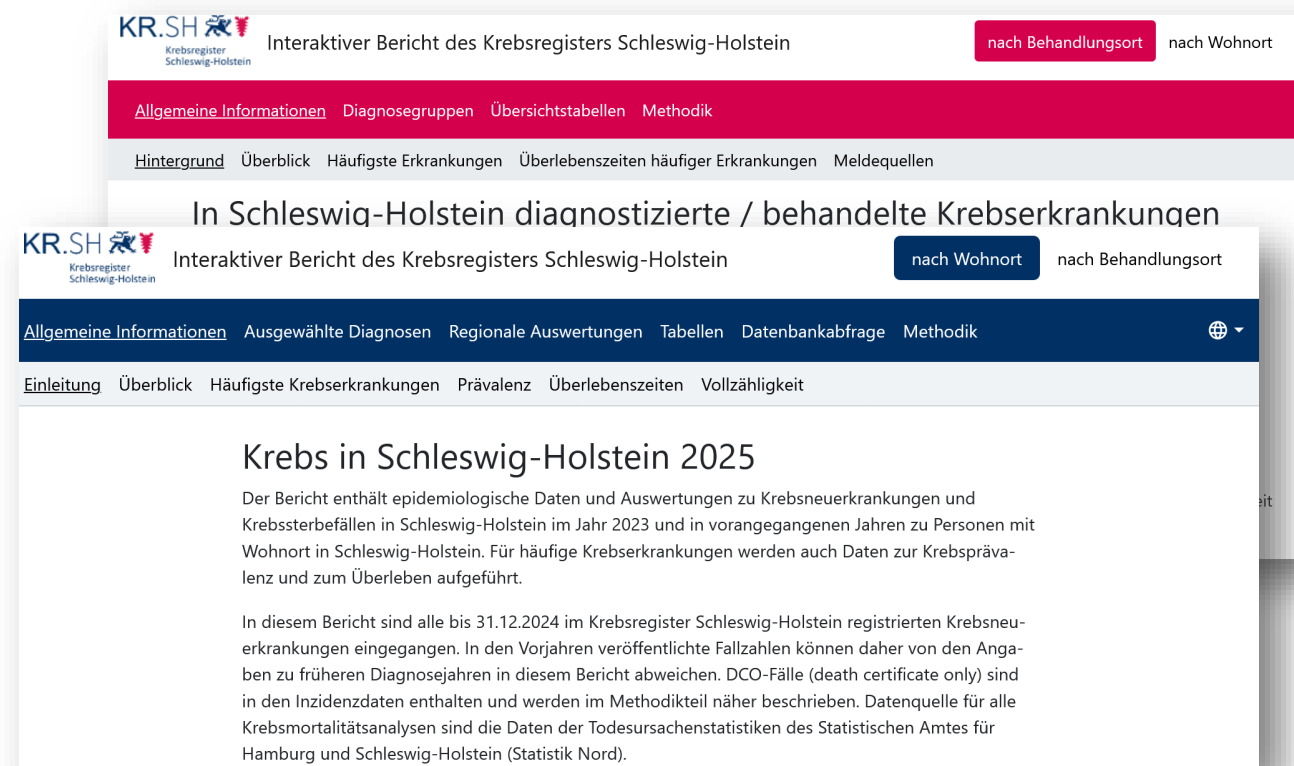 KR.SH
Krebsregister
Schleswig-Holstein
Interaktiver Bericht des Krebsregisters Schleswig-Holstein
nach Behandlungsort nach Wohnort
Allgemeine Informationen Diagnosegruppen Übersichtstabellen Methodik
Hintergrund Überblick Häufigste Erkrankungen Überlebenszeiten häufiger Erkrankungen Meldequellen
In Schleswig-Holstein diagnostizierte / behandelte Krebserkrankungen
KR.SH
Krebsregister
Schleswig-Holstein
Interaktiver Bericht des Krebsregisters Schleswig-Holstein
nach Wohnort nach Behandlungsort
Allgemeine Informationen Ausgewählte Diagnosen Regionale Auswertungen Tabellen Datenbankabfrage Methodik
Einleitung Überblick Häufigste Krebserkrankungen Prävalenz Überlebenszeiten Vollzähligkeit
Krebs in Schleswig-Holstein 2025
Der Bericht enthält epidemiologische Daten und Auswertungen zu Krebsneuerkrankungen und
Krebssterbefällen in Schleswig-Holstein im Jahr 2023 und in vorangegangenen Jahren zu Personen mit
Wohnort in Schleswig-Holstein. Für häufige Krebserkrankungen werden auch Daten zur Krebspräva-
lenz und zum Überleben aufgeführt.
In diesem Bericht sind alle bis 31.12.2024 im Krebsregister Schleswig-Holstein registrierten Krebsneu-
erkrankungen eingegangen. In den Vorjahren veröffentlichte Fallzahlen können daher von den Anga-
ben zu früheren Diagnosejahren in diesem Bericht abweichen. DCO-Fälle (death certificate only) sind
in den Inzidenzdaten enthalten und werden im Methodikteil näher beschrieben. Datenquelle für alle
Krebsmortalitätsanalysen sind die Daten der Todesursachenstatistiken des Statistischen Amtes für
Hamburg und Schleswig-Holstein (Statistik Nord).